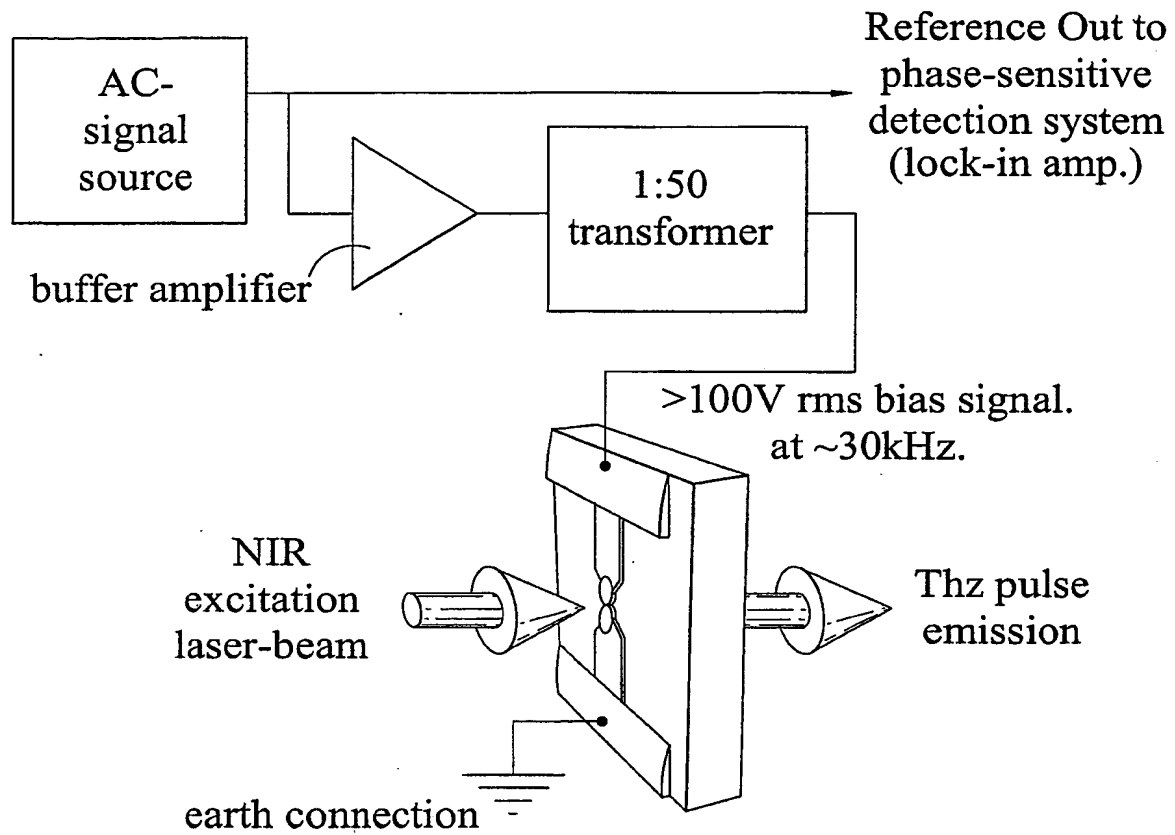 AC-
signal
source
Reference Out to
phase-sensitive
detection system
(lock-in amp.)
1:50
transformer
buffer amplifier
>100V rms bias signal.
at ~30kHz.
NIR
excitation
laser-beam
Thz pulse
emission
earth connection